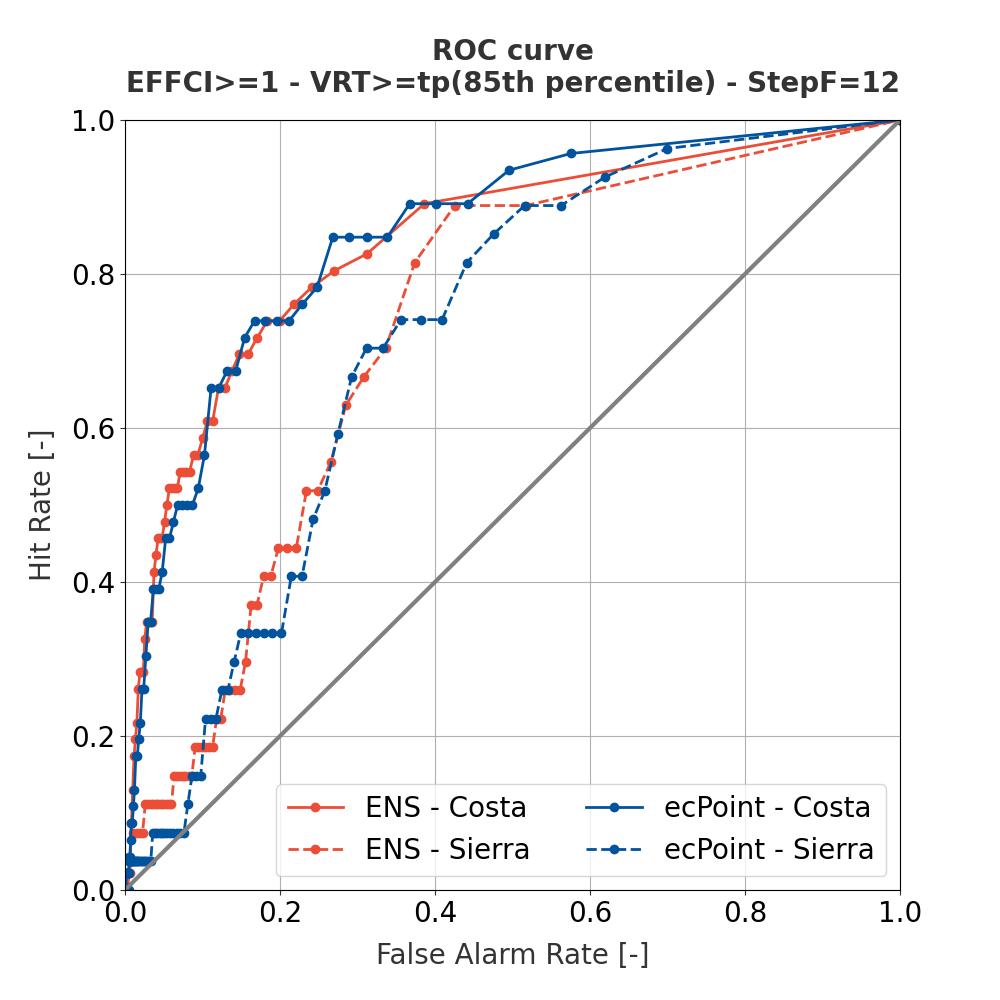 ROC curve
EFFCI>=1 - VRT>=tp(85th percentile) - StepF=12
1.0
0.8
0.6
0.4
0.2
0.0
Hit Rate [-]
ENS - Costa
ecPoint - Costa
ENS - Sierra
ecPoint - Sierra
0.0 0.2 0.4 0.6 0.8 1.0
False Alarm Rate [-]